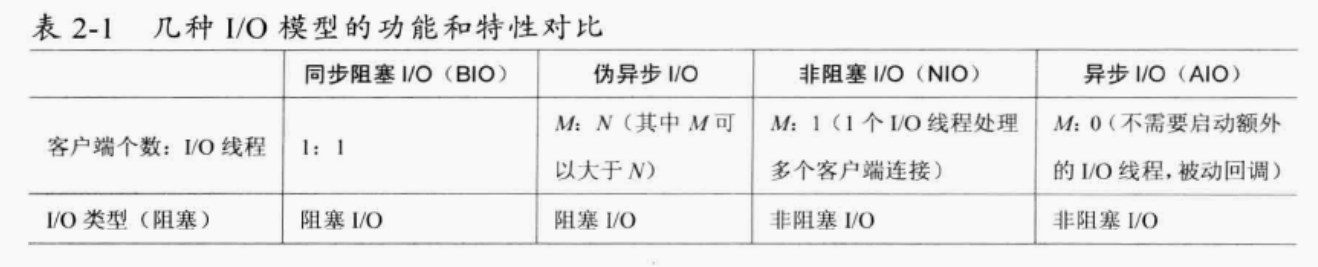 表 2-1 几种 I/O 模型的功能和特性对比
同步阻塞 I/O（BIO） 伪异步 I/O 非阻塞 I/O（NIO） 异步 I/O（AIO）
客户端个数：I/O 线程 1：1 M：N（其中 M 可以大于 N） M：1（1 个 I/O 线程处理多个客户端连接） M：0（不需要启动额外的 I/O 线程，被动回调）
I/O 类型（阻塞） 阻塞 I/O 阻塞 I/O 非阻塞 I/O 非阻塞 I/O